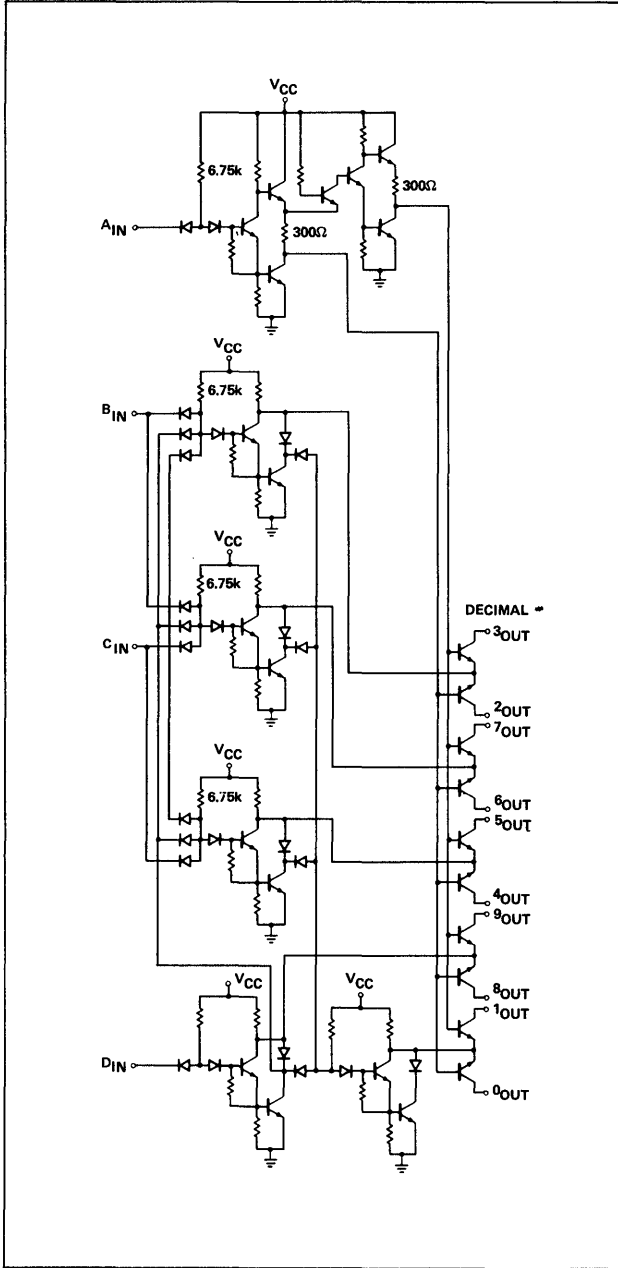 VCC
6.75k
300Ω
AIN
300Ω
VCC
6.75k
BIN
VCC
6.75k
DECIMAL *
3OUT
CIN
2OUT
7OUT
VCC
6.75k
6OUT
5OUT
4OUT
9OUT
VCC
VCC
8OUT
1OUT
DIN
0OUT